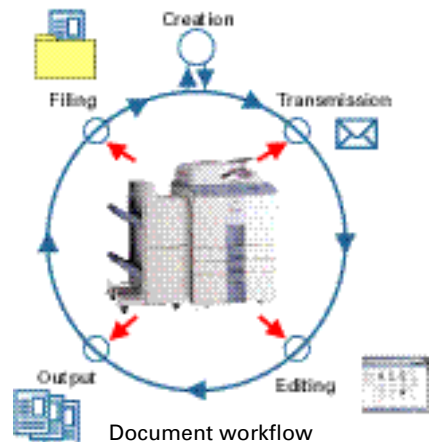 Creation
Filing
Transmission
Output
Editing
Document workflow